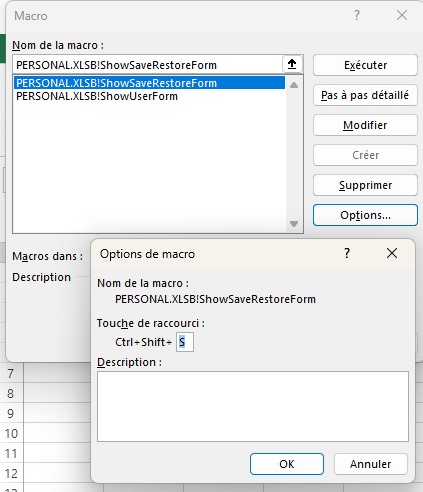 Macro
Nom de la macro :
PERSONAL.XLSB!ShowSaveRestoreForm
Exécuter
PERSONAL.XLSB!ShowSaveRestoreForm
PERSONAL.XLSB!ShowUserForm
Pas à pas détaillé
Modifier
Créer
Supprimer
Options...
Macros dans :
Description
Options de macro
?
Nom de la macro :
PERSONAL.XLSB!ShowSaveRestoreForm
Touche de raccourci :
Ctrl+Shift+ S
Description :
OK
Annuler
7
8
9
10
11
12
13